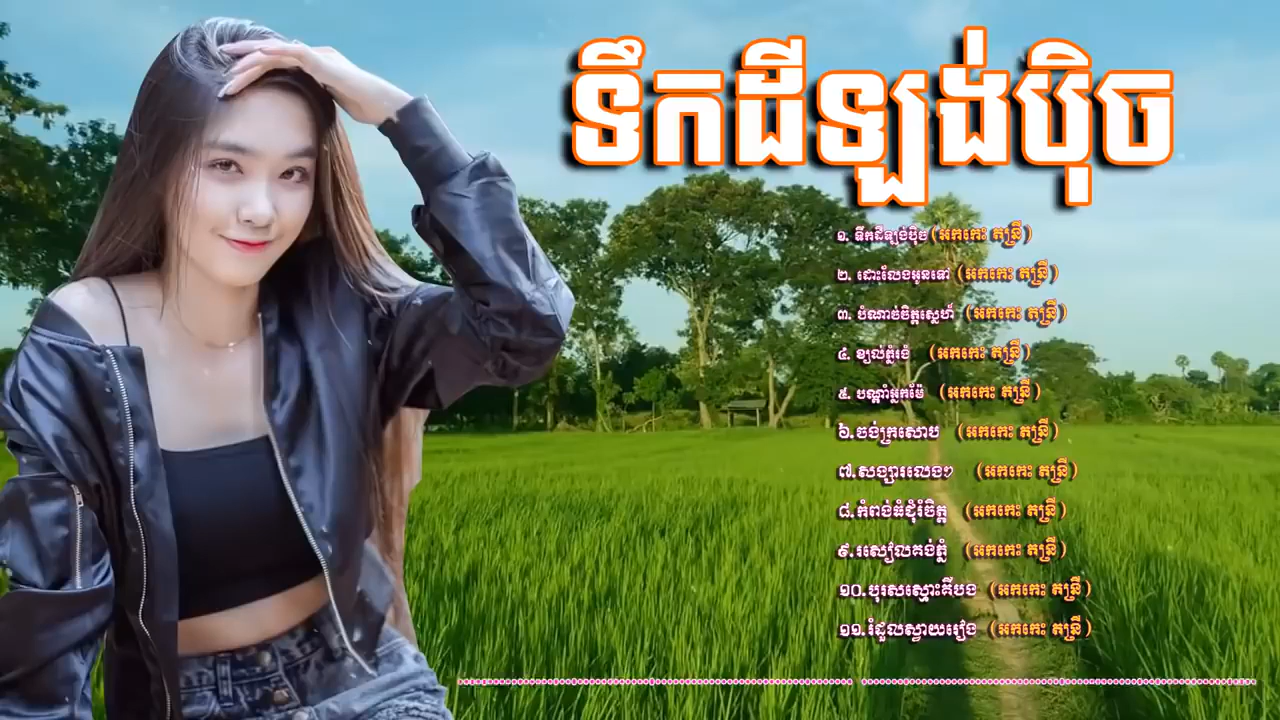 ទឹកដីឡង់ប៉ិច
១. ទឹកដីឡង់ប៉ិច (អកកេះ តន្ត្រី)
២. ដោះលែងអូនទៅ (អកកេះ តន្ត្រី)
៣. បំណាច់ចិត្តស្នេហ៍ (អកកេះ តន្ត្រី)
៤. ខ្យល់ភ្នំរងំ (អកកេះ តន្ត្រី)
៥. បណ្ដាំអ្នកម៉ែ (អកកេះ តន្ត្រី)
៦. ចង់ក្រសោប (អកកេះ តន្ត្រី)
៧. សង្សារលេងៗ (អកកេះ តន្ត្រី)
៨. កំពង់ធំជុំរំចិត្ត (អកកេះ តន្ត្រី)
៩. រសៀលគង់ភ្នំ (អកកេះ តន្ត្រី)
១០. បុរសស្មោះគឺបង (អកកេះ តន្ត្រី)
១១. រំដួលស្វាយរៀង (អកកេះ តន្ត្រី)